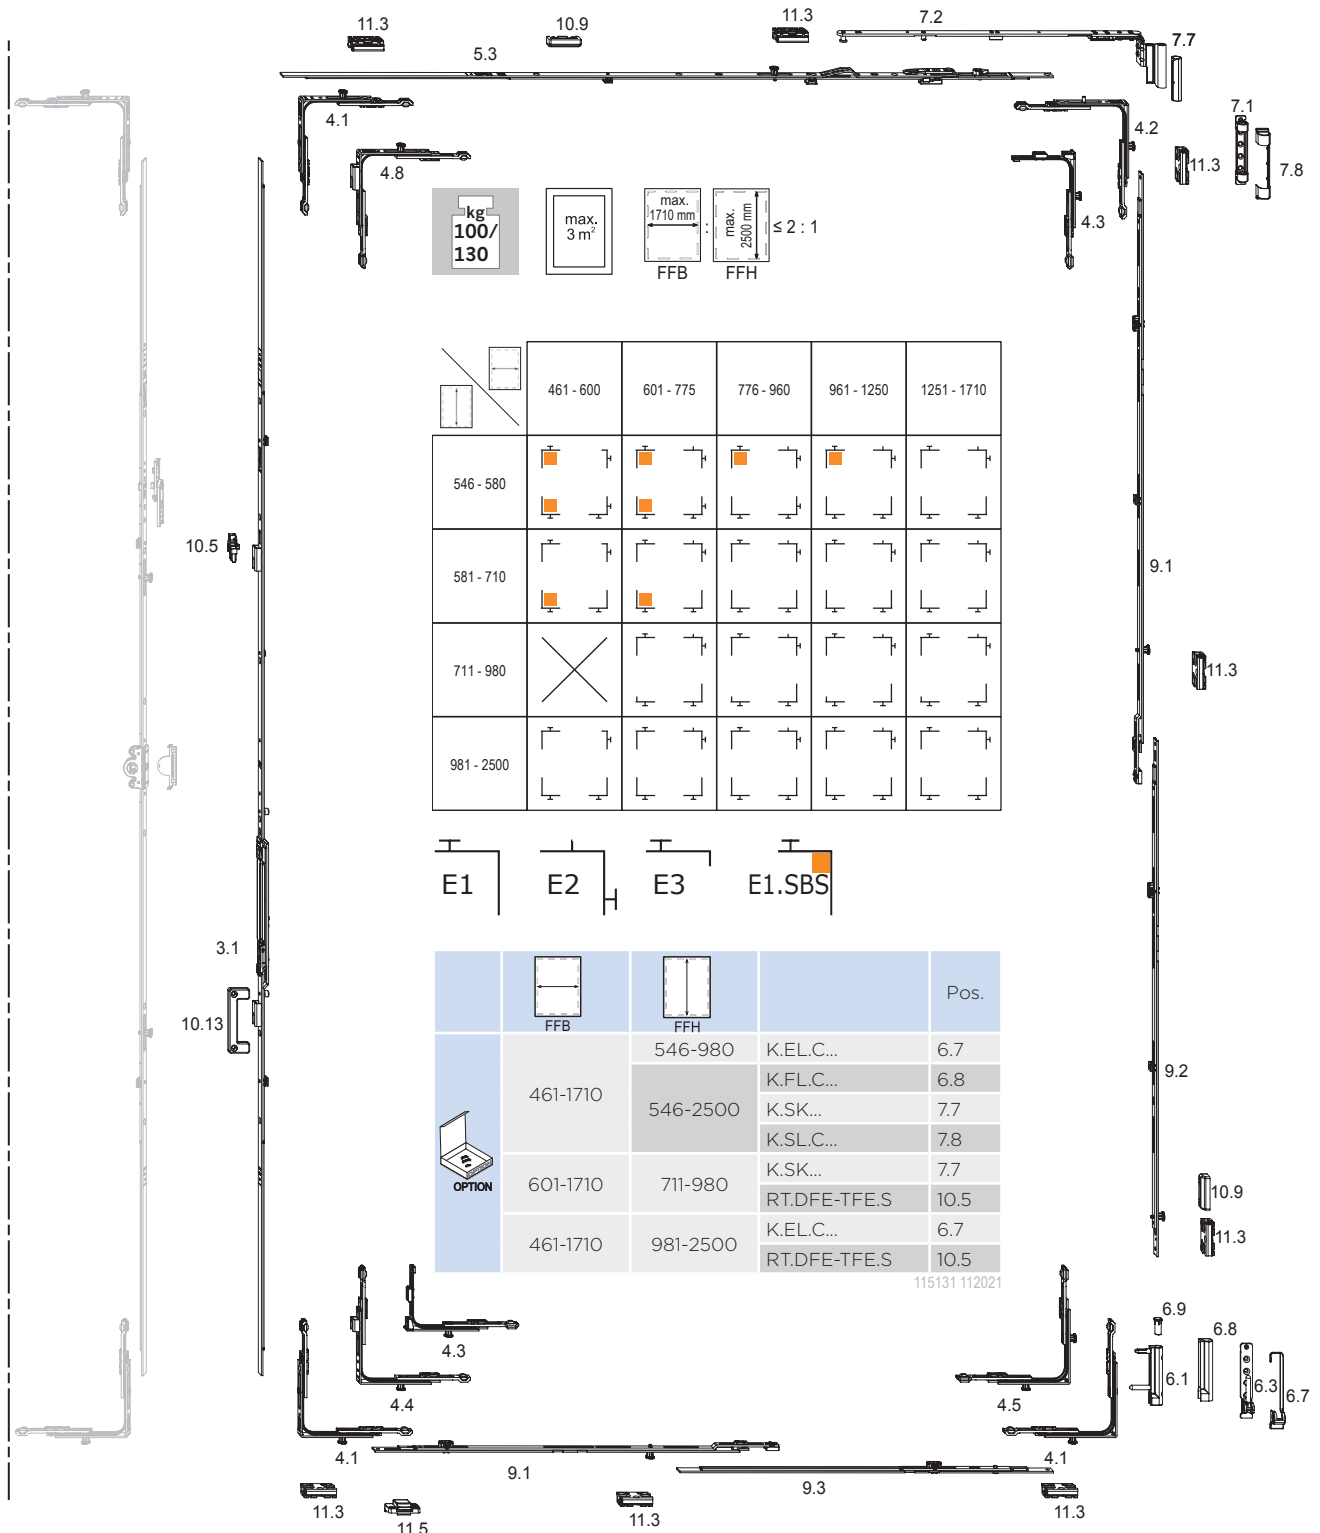 11.3
10.9
11.3
7.2
7.7
5.3
4.1
4.8
4.2
4.3
11.3
7.1
7.8
kg
100/
130
max.
3 m²
max.
1710 mm
:
max.
2500 mm
≤ 2 : 1
FFB
FFH
461 - 600
601 - 775
776 - 960
961 - 1250
1251 - 1710
546 - 580
581 - 710
711 - 980
981 - 2500
10.5
9.1
11.3
E1
E2
E3
E1.SBS
3.1
10.13
9.2
FFB
FFH
Pos.
546-980
K.EL.C...
6.7
461-1710
546-2500
K.FL.C...
6.8
K.SK...
7.7
K.SL.C...
7.8
OPTION
601-1710
711-980
K.SK...
7.7
RT.DFE-TFE.S
10.5
461-1710
981-2500
K.EL.C...
6.7
RT.DFE-TFE.S
10.5
115131 112021
10.9
11.3
6.9
6.8
6.1
6.3
6.7
4.3
4.4
4.5
4.1
9.1
4.1
9.3
11.3
11.5
11.3
11.3